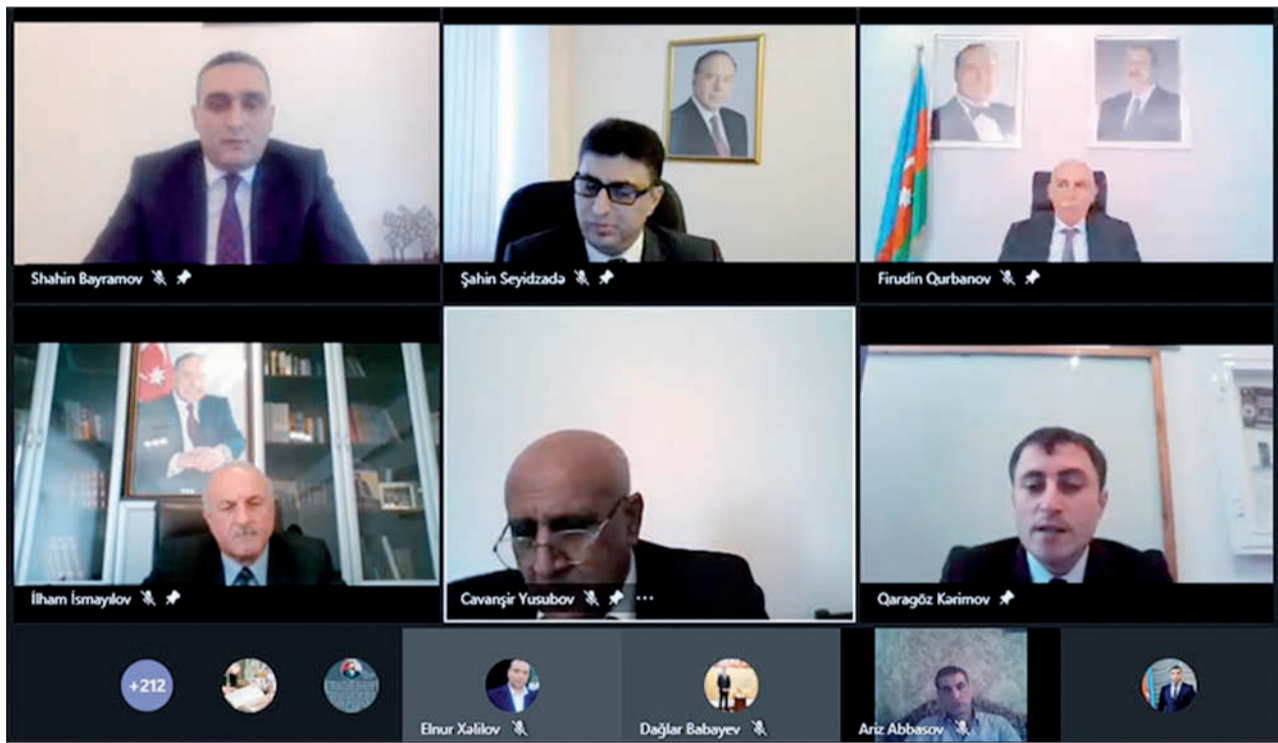 Shahin Bayramov
Şahin Seyidzadə
Firudin Qurbanov
İlham İsmayılov
Cavanşir Yusubov
Qaragöz Kərimov
+212
Elnur Xəlilov
Dağlar Babayev
Ariz Abbasov